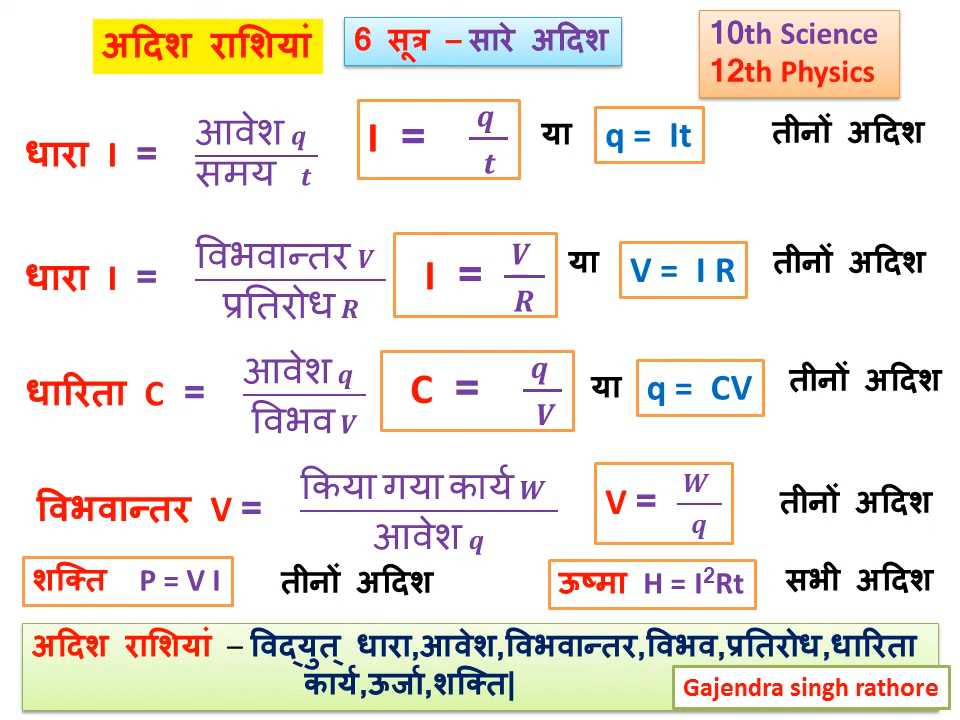 अदिश राशियां
6 सूत्र – सारे अदिश
10th Science
12th Physics
धारा I = आवेश q / समय t I = q / t या q = It तीनों अदिश
धारा I = विभवान्तर V / प्रतिरोध R I = V / R या V = I R तीनों अदिश
धारिता C = आवेश q / विभव V C = q / V या q = CV तीनों अदिश
विभवान्तर V = किया गया कार्य W / आवेश q V = W / q तीनों अदिश
शक्ति P = V I तीनों अदिश ऊष्मा H = I²Rt सभी अदिश
अदिश राशियां – विद्युत् धारा,आवेश,विभवान्तर,विभव,प्रतिरोध,धारिता
कार्य,ऊर्जा,शक्ति|
Gajendra singh rathore